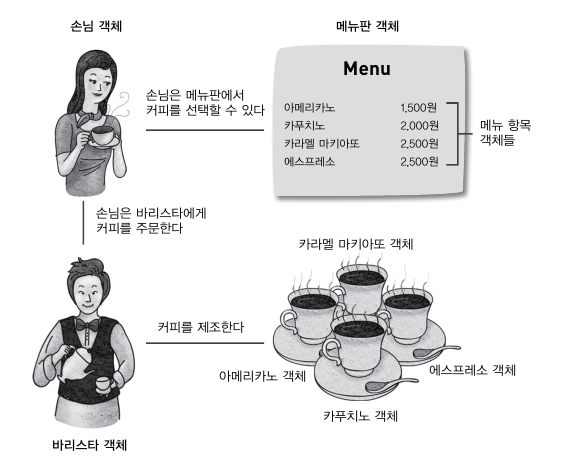 손님 객체
메뉴판 객체
손님은 메뉴판에서
커피를 선택할 수 있다
Menu
아메리카노 1,500원
카푸치노 2,000원
카라멜 마키아또 2,500원
에스프레소 2,500원
메뉴 항목
객체들
손님은 바리스타에게
커피를 주문한다
카라멜 마키아또 객체
커피를 제조한다
아메리카노 객체
에스프레소 객체
카푸치노 객체
바리스타 객체